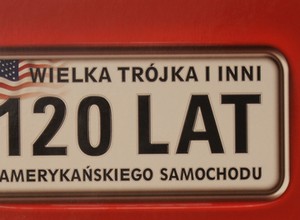 WIELKA TRÓJKA I INNI
120 LAT
AMERYKAŃSKIEGO SAMOCHODU